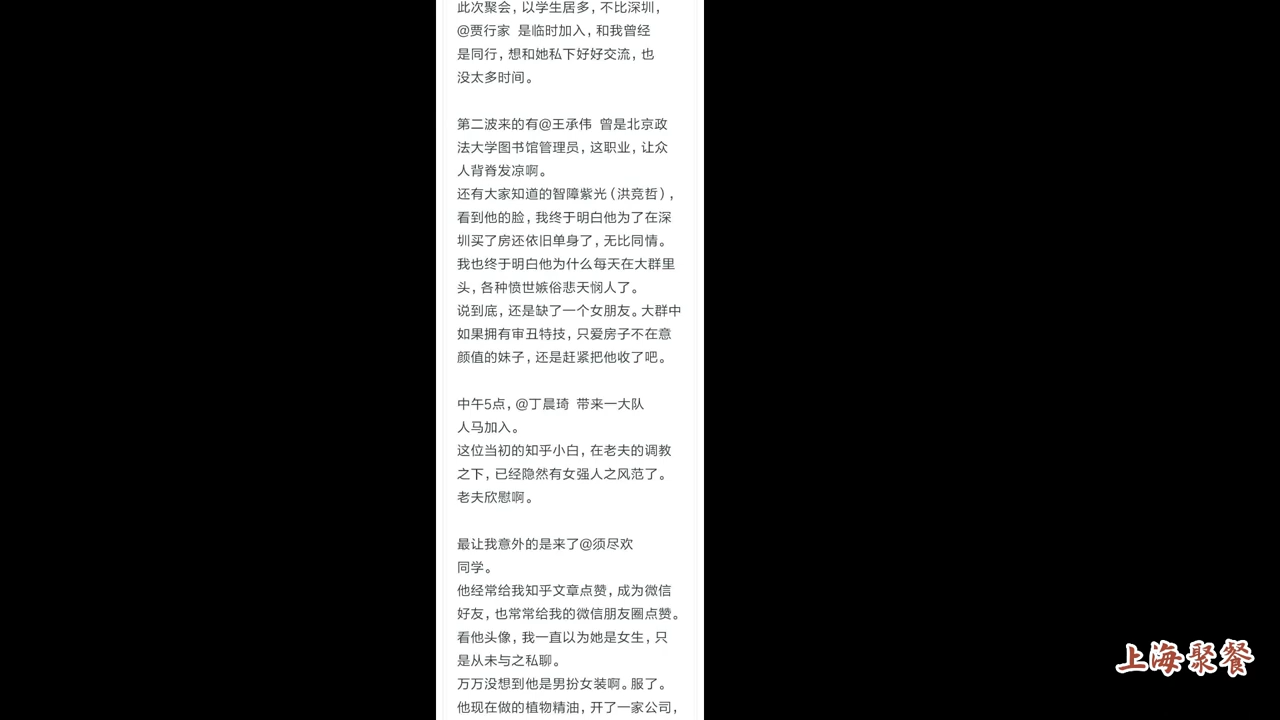 此次聚会，以学生居多，不比深圳，
@贾行家 是临时加入，和我曾经
是同行，想和她私下好好交流，也
没太多时间。
第二波来的有@王承伟 曾是北京政
法大学图书馆管理员，这职业，让众
人背脊发凉啊。
还有大家知道的智障紫光（洪竞哲），
看到他的脸，我终于明白他为了在深
圳买了房还依旧单身了，无比同情。
我也终于明白他为什么每天在大群里
头，各种愤世嫉俗悲天悯人了。
说到底，还是缺了一个女朋友。大群中
如果拥有审丑特技，只爱房子不在意
颜值的妹子，还是赶紧把他收了吧。
中午5点，@丁晨琦 带来一大队
人马加入。
这位当初的知乎小白，在老夫的调教
之下，已经隐然有女强人之风范了。
老夫欣慰啊。
最让我意外的是来了@须尽欢
同学。
他经常给我知乎文章点赞，成为微信
好友，也常常给我的微信朋友圈点赞。
看他头像，我一直以为她是女生，只
是从未与之私聊。
万万没想到他是男扮女装啊。服了。
他现在做的植物精油，开了一家公司，
上海聚餐